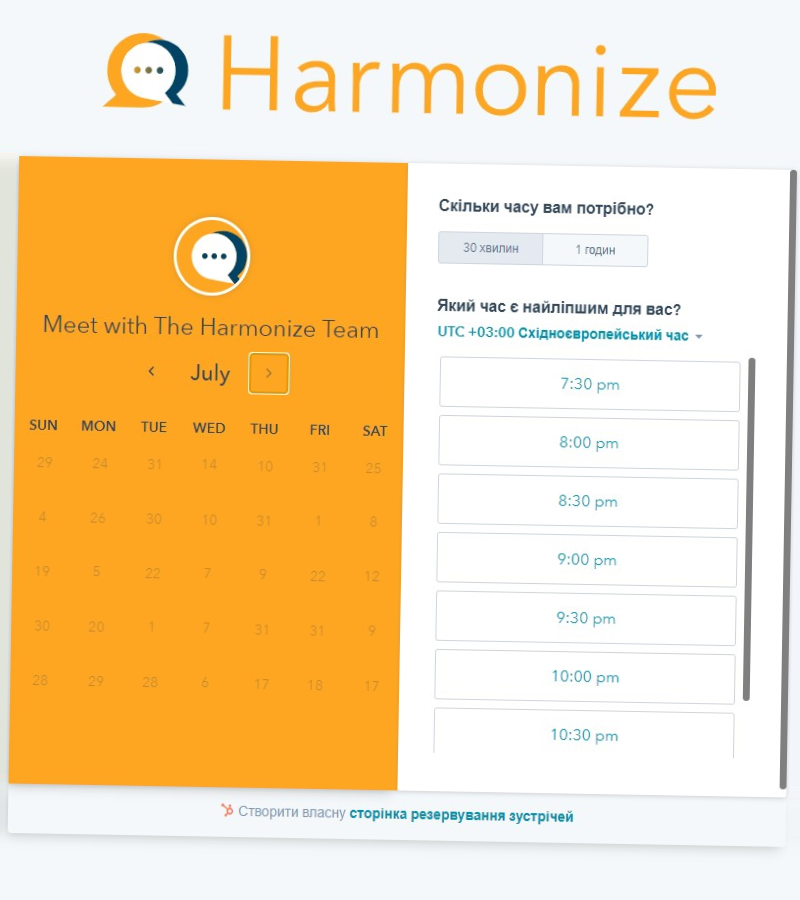 Harmonize
Meet with The Harmonize Team
July
SUN MON TUE WED THU FRI SAT
29 24 31 14 10 31 25
4 26 30 10 31 1 8
19 5 22 7 9 22 12
30 20 1 7 31 31 9
28 29 28 6 17 18 17
Скільки часу вам потрібно?
30 хвилин 1 годин
Який час є найліпшим для вас?
UTC +03:00 Східноєвропейський час
7:30 pm
8:00 pm
8:30 pm
9:00 pm
9:30 pm
10:00 pm
10:30 pm
Створити власну сторінка резервування зустрічей